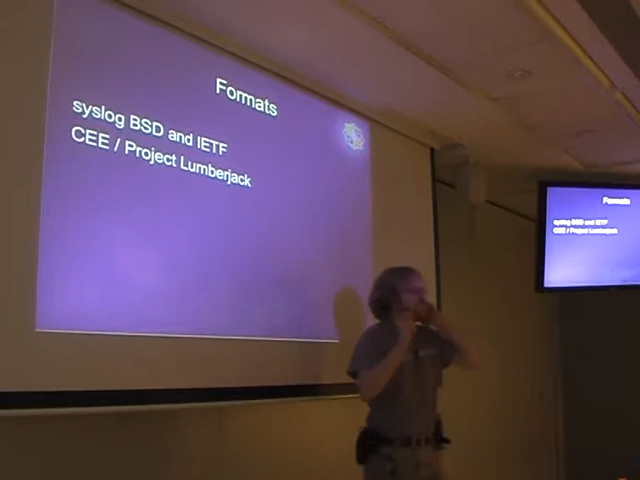 Formats
syslog BSD and IETF
CEE / Project Lumberjack
Formats
syslog BSD and IETF
CEE / Project Lumberjack